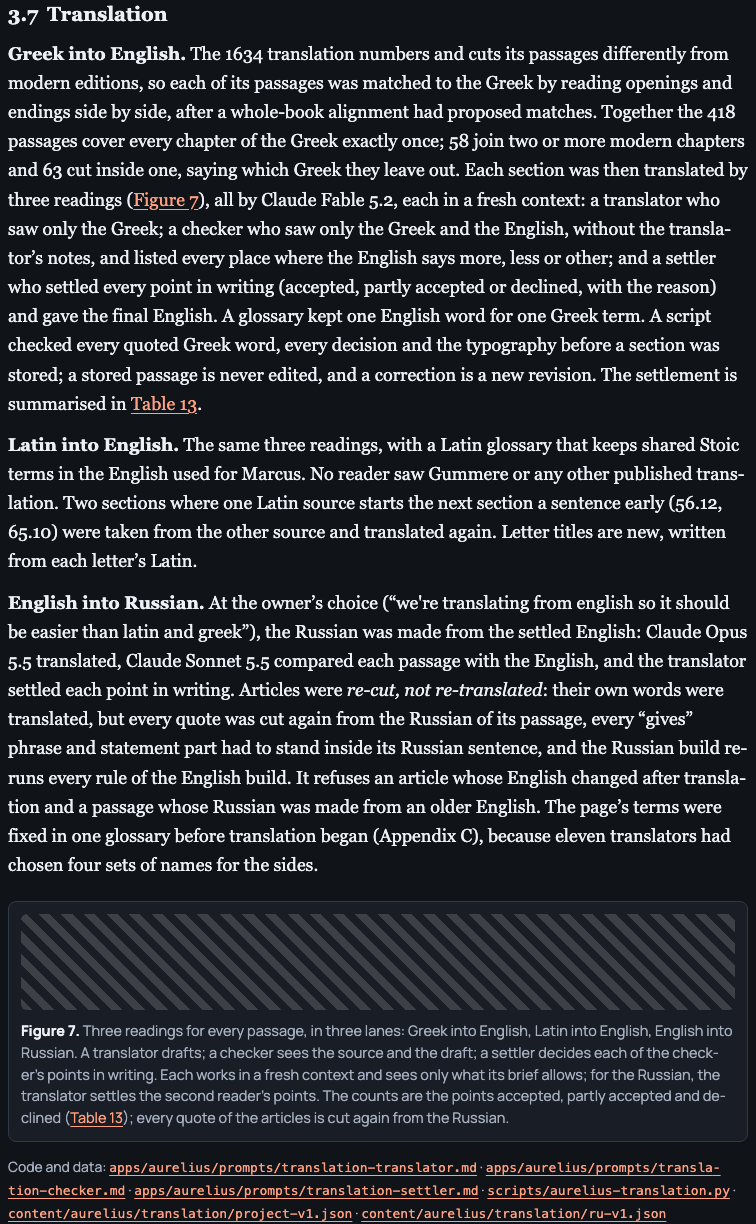 3.7 Translation
Greek into English. The 1634 translation numbers and cuts its passages differently from
modern editions, so each of its passages was matched to the Greek by reading openings and
endings side by side, after a whole-book alignment had proposed matches. Together the 418
passages cover every chapter of the Greek exactly once; 58 join two or more modern chapters
and 63 cut inside one, saying which Greek they leave out. Each section was then translated by
three readings (Figure 7), all by Claude Fable 5.2, each in a fresh context: a translator who
saw only the Greek; a checker who saw only the Greek and the English, without the transla-
tor’s notes, and listed every place where the English says more, less or other; and a settler
who settled every point in writing (accepted, partly accepted or declined, with the reason)
and gave the final English. A glossary kept one English word for one Greek term. A script
checked every quoted Greek word, every decision and the typography before a section was
stored; a stored passage is never edited, and a correction is a new revision. The settlement is
summarised in Table 13.
Latin into English. The same three readings, with a Latin glossary that keeps shared Stoic
terms in the English used for Marcus. No reader saw Gummere or any other published trans-
lation. Two sections where one Latin source starts the next section a sentence early (56.12,
65.10) were taken from the other source and translated again. Letter titles are new, written
from each letter’s Latin.
English into Russian. At the owner’s choice (“we're translating from english so it should
be easier than latin and greek”), the Russian was made from the settled English: Claude Opus
5.5 translated, Claude Sonnet 5.5 compared each passage with the English, and the translator
settled each point in writing. Articles were re-cut, not re-translated: their own words were
translated, but every quote was cut again from the Russian of its passage, every “gives”
phrase and statement part had to stand inside its Russian sentence, and the Russian build re-
runs every rule of the English build. It refuses an article whose English changed after transla-
tion and a passage whose Russian was made from an older English. The page’s terms were
fixed in one glossary before translation began (Appendix C), because eleven translators had
chosen four sets of names for the sides.
Figure 7. Three readings for every passage, in three lanes: Greek into English, Latin into English, English into
Russian. A translator drafts; a checker sees the source and the draft; a settler decides each of the check-
er’s points in writing. Each works in a fresh context and sees only what its brief allows; for the Russian, the
translator settles the second reader’s points. The counts are the points accepted, partly accepted and de-
clined (Table 13); every quote of the articles is cut again from the Russian.
Code and data: apps/aurelius/prompts/translation-translator.md · apps/aurelius/prompts/transla-
tion-checker.md · apps/aurelius/prompts/translation-settler.md · scripts/aurelius-translation.py ·
content/aurelius/translation/project-v1.json · content/aurelius/translation/ru-v1.json